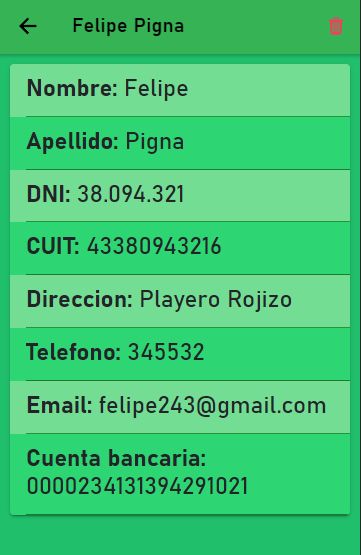 Felipe Pigna
Nombre: Felipe
Apellido: Pigna
DNI: 38.094.321
CUIT: 43380943216
Direccion: Playero Rojizo
Telefono: 345532
Email: felipe243@gmail.com
Cuenta bancaria:
0000234131394291021